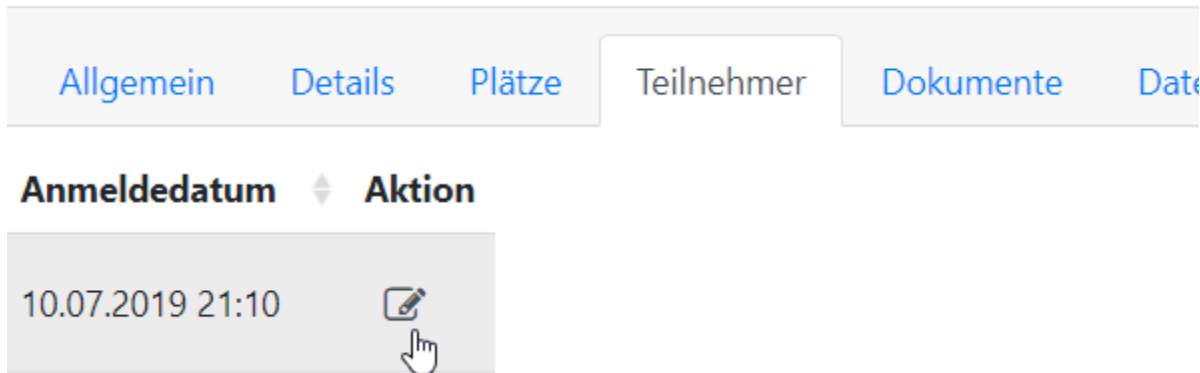 Allgemein Details Plätze Teilnehmer Dokumente
Anmeldedatum Aktion
10.07.2019 21:10